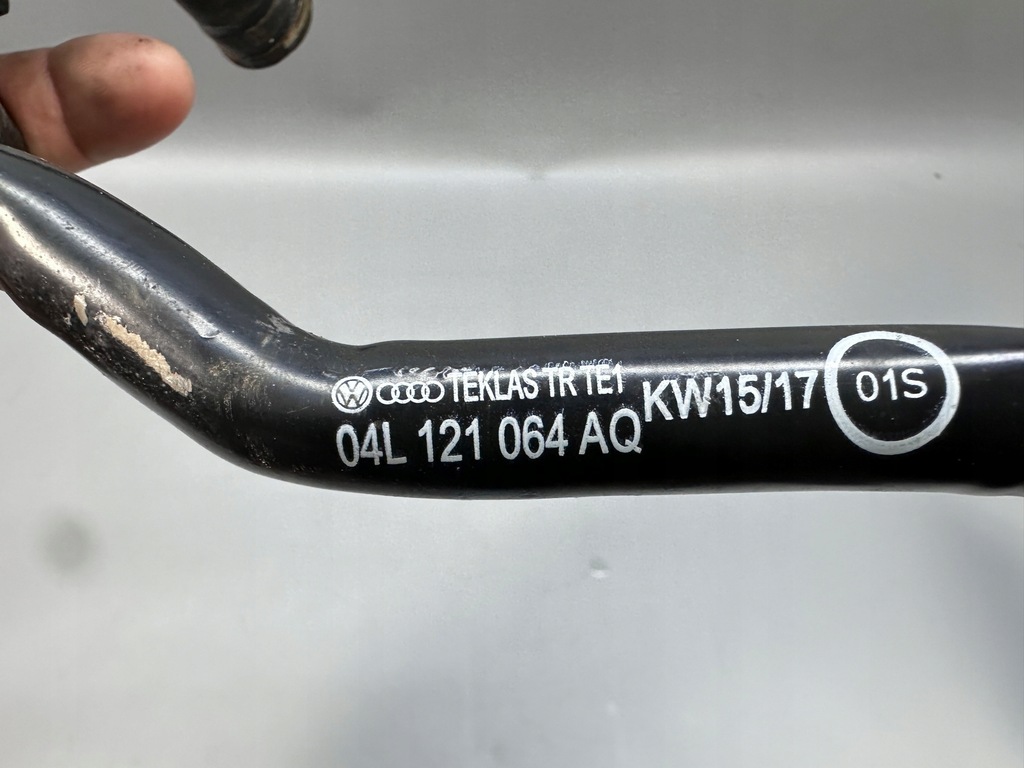 TEKLAS TR TE1
04L 121 064 AQ
KW15/17
01S